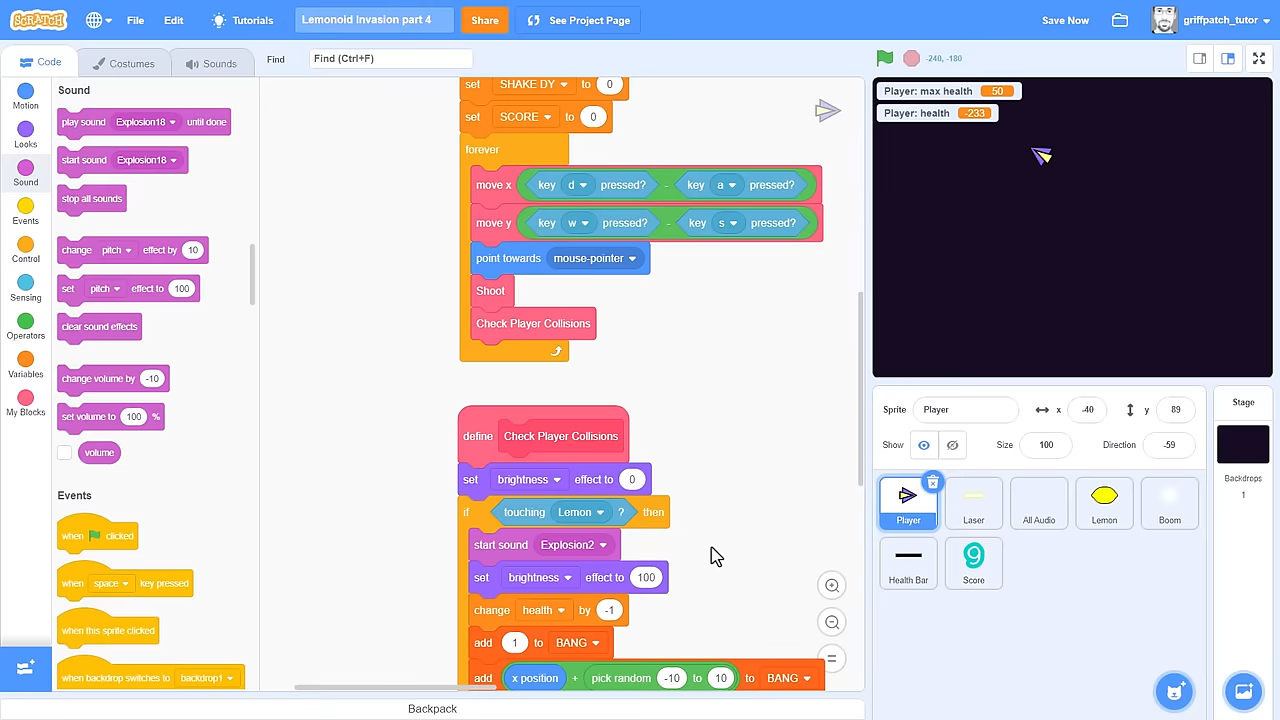 SCRATCH File Edit Tutorials Lemonoid Invasion part 4 Share See Project Page Save Now griffpatch_tutor
Code Costumes Sounds Find Find (Ctrl+F) -240, -180
Motion
Looks
Sound
Events
Control
Sensing
Operators
Variables
My Blocks
Sound
play sound Explosion18 until done
start sound Explosion18
stop all sounds
change pitch effect by 10
set pitch effect to 100
clear sound effects
change volume by -10
set volume to 100 %
volume
Events
when clicked
when space key pressed
when this sprite clicked
when backdrop switches to backdrop1
set SHAKE DY to 0
set SCORE to 0
forever
move x key d pressed? - key a pressed?
move y key w pressed? - key s pressed?
point towards mouse-pointer
Shoot
Check Player Collisions
define Check Player Collisions
set brightness effect to 0
if touching Lemon ? then
start sound Explosion2
set brightness effect to 100
change health by -1
add 1 to BANG
add x position + pick random -10 to 10 to BANG
Player: max health 50
Player: health -233
Sprite Player x -40 y 89
Show Size 100 Direction -59
Player Laser All Audio Lemon Boom
Health Bar Score
Stage
Backdrops
1
Backpack